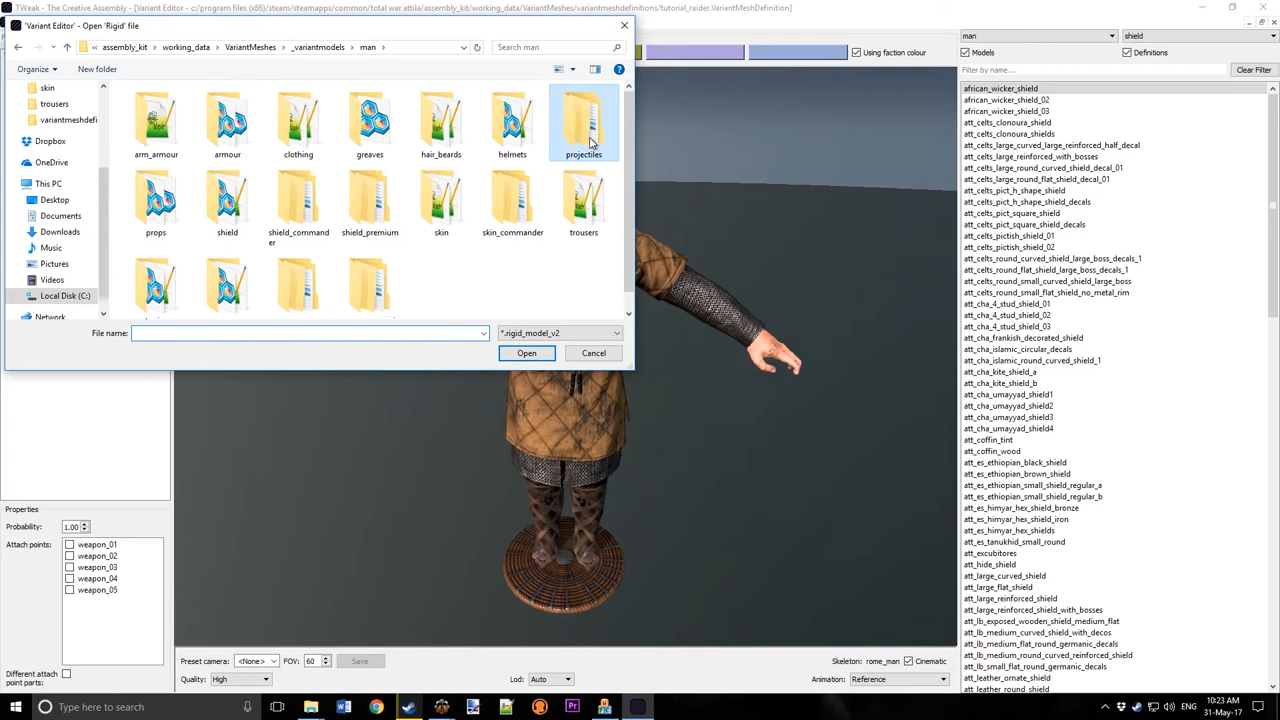 TWeak - The Creative Assembly - c:/program files (x86)/steam/steamapps/common/total war attila/assembly_kit/working_data/VariantMeshes/variantmeshdefinitions/tutorial_raider.VariantMeshDefinition
'Variant Editor' - Open 'Rigid' file
assembly_kit > working_data > VariantMeshes > _variantmodels > man >
Search man
Organize
New folder
skin
trousers
variantmeshdefi
Dropbox
OneDrive
This PC
Desktop
Documents
Downloads
Music
Pictures
Videos
Local Disk (C:)
Network
arm_armour
armour
clothing
greaves
hair_beards
helmets
projectiles
props
shield
shield_command
er
shield_premium
skin
skin_commander
trousers
File name:
*.rigid_model_v2
Open
Cancel
Using faction colour
man
shield
Models
Definitions
Filter by name...
Clear Filter
african_wicker_shield
african_wicker_shield_02
african_wicker_shield_03
att_celts_clonoura_shield
att_celts_clonoura_shields
att_celts_large_curved_large_reinforced_half_decal
att_celts_large_reinforced_with_bosses
att_celts_large_round_curved_shield_decal_01
att_celts_large_round_flat_shield_decal_01
att_celts_pict_h_shape_shield
att_celts_pict_h_shape_shield_decals
att_celts_pict_square_shield
att_celts_pict_square_shield_decals
att_celts_pictish_shield_01
att_celts_pictish_shield_02
att_celts_round_curved_shield_large_boss_decals_1
att_celts_round_flat_shield_large_boss_decals_1
att_celts_round_small_curved_shield_large_boss
att_celts_round_small_flat_shield_no_metal_rim
att_cha_4_stud_shield_01
att_cha_4_stud_shield_02
att_cha_4_stud_shield_03
att_cha_frankish_decorated_shield
att_cha_islamic_circular_decals
att_cha_islamic_round_curved_shield_1
att_cha_kite_shield_a
att_cha_kite_shield_b
att_cha_umayyad_shield1
att_cha_umayyad_shield2
att_cha_umayyad_shield3
att_cha_umayyad_shield4
att_coffin_tint
att_coffin_wood
att_es_ethiopian_black_shield
att_es_ethiopian_brown_shield
att_es_ethiopian_small_shield_regular_a
att_es_ethiopian_small_shield_regular_b
att_es_himyar_hex_shield_bronze
att_es_himyar_hex_shield_iron
att_es_himyar_hex_shields
att_es_tanukhid_small_round
att_excubitores
att_hide_shield
att_large_curved_shield
att_large_flat_shield
att_large_reinforced_shield
att_large_reinforced_shield_with_bosses
att_lb_exposed_wooden_shield_medium_flat
att_lb_medium_curved_shield_with_decos
att_lb_medium_round_curved_reinforced_shield
att_lb_small_flat_round_germanic_decals
att_leather_ornate_shield
att_leather_round_shield
Properties
Probability:
1.00
Attach points:
weapon_01
weapon_02
weapon_03
weapon_04
weapon_05
Different attach
point parts:
Preset camera:
<None>
FOV:
60
Save
Skeleton: rome_man
Cinematic
Quality:
High
Lod:
Auto
Animation:
Reference
Type here to search
10:23 AM
31-May-17